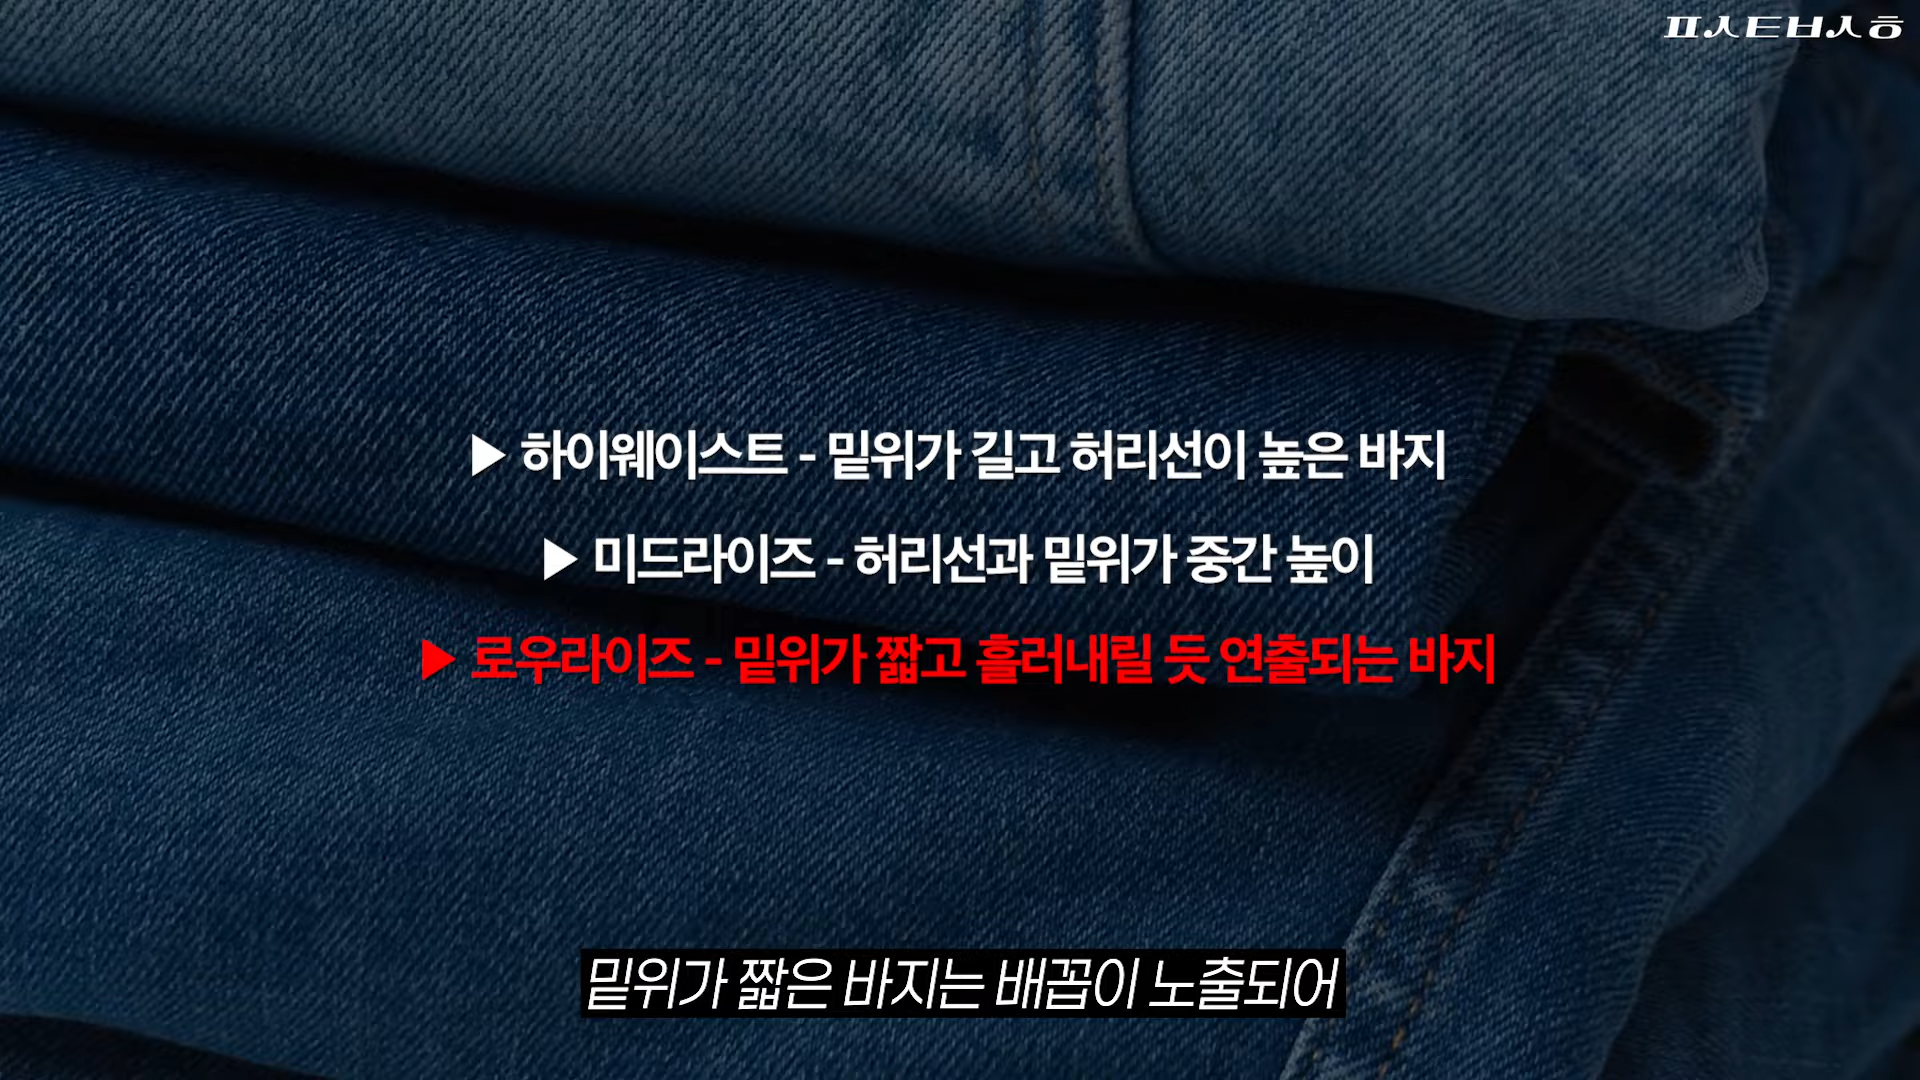 ㅍㅅㅌㅂㅅㅎ
▶ 하이웨이스트 - 밑위가 길고 허리선이 높은 바지
▶ 미드라이즈 - 허리선과 밑위가 중간 높이
▶ 로우라이즈 - 밑위가 짧고 흘러내릴 듯 연출되는 바지
밑위가 짧은 바지는 배꼽이 노출되어